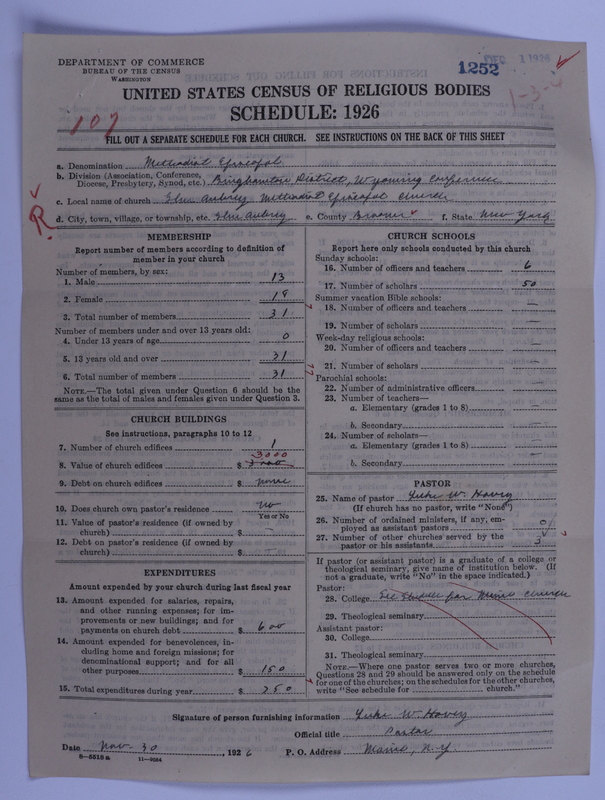 DEPARTMENT OF COMMERCE
BUREAU OF THE CENSUS
WASHINGTON
DEC 1 1926
1252
1-3-
UNITED STATES CENSUS OF RELIGIOUS BODIES
SCHEDULE: 1926
107
FILL OUT A SEPARATE SCHEDULE FOR EACH CHURCH. SEE INSTRUCTIONS ON THE BACK OF THIS SHEET
a. Denomination Methodist Episcopal
b. Division (Association, Conference, Diocese, Presbytery, Synod, etc.) Binghamton District, Wyoming Conference
c. Local name of church Glen Aubrey Methodist Episcopal Church
R
d. City, town, village, or township, etc. Glen Aubrey e. County Broome f. State New York
MEMBERSHIP
Report number of members according to definition of
member in your church
Number of members, by sex:
1. Male 13
2. Female 18
3. Total number of members 31
Number of members under and over 13 years old:
4. Under 13 years of age 0
5. 13 years old and over 31
6. Total number of members 31
NOTE.—The total given under Question 6 should be the
same as the total of males and females given under Question 3.
CHURCH BUILDINGS
See instructions, paragraphs 10 to 12
7. Number of church edifices 1
3000
8. Value of church edifices $
9. Debt on church edifices $ none
10. Does church own pastor's residence no
Yes or No
11. Value of pastor's residence (if owned by
church) $ —
12. Debt on pastor's residence (if owned by
church) $ —
EXPENDITURES
Amount expended by your church during last fiscal year
13. Amount expended for salaries, repairs,
and other running expenses; for im-
provements or new buildings; and for
payments on church debt $ 600
14. Amount expended for benevolences, in-
cluding home and foreign missions; for
denominational support; and for all
other purposes $ 150
15. Total expenditures during year $ 750
CHURCH SCHOOLS
Report here only schools conducted by this church
Sunday schools:
16. Number of officers and teachers 6
17. Number of scholars 50
Summer vacation Bible schools:
18. Number of officers and teachers —
19. Number of scholars —
Week-day religious schools:
20. Number of officers and teachers —
21. Number of scholars —
Parochial schools:
22. Number of administrative officers —
23. Number of teachers—
a. Elementary (grades 1 to 8) —
b. Secondary —
24. Number of scholars—
a. Elementary (grades 1 to 8) —
b. Secondary —
PASTOR
25. Name of pastor Luke W. Hovey
(If church has no pastor, write "None")
26. Number of ordained ministers, if any, em-
ployed as assistant pastors 0
27. Number of other churches served by the
pastor or his assistants 3
If pastor (or assistant pastor) is a graduate of a college or
theological seminary, give name of institution below. (If
not a graduate, write "No" in the space indicated.)
Pastor:
28. College See Schedule for Maine Church
29. Theological seminary
Assistant pastor:
30. College
31. Theological seminary
NOTE.—Where one pastor serves two or more churches,
Questions 28 and 29 should be answered only on the schedule
for one of the churches; on the schedules for the other churches,
write "See schedule for church."
Signature of person furnishing information Luke W. Hovey
Official title Pastor
Date Nov. 30, 1926 P. O. Address Maine, N.Y.
8—5515 a 11—9054